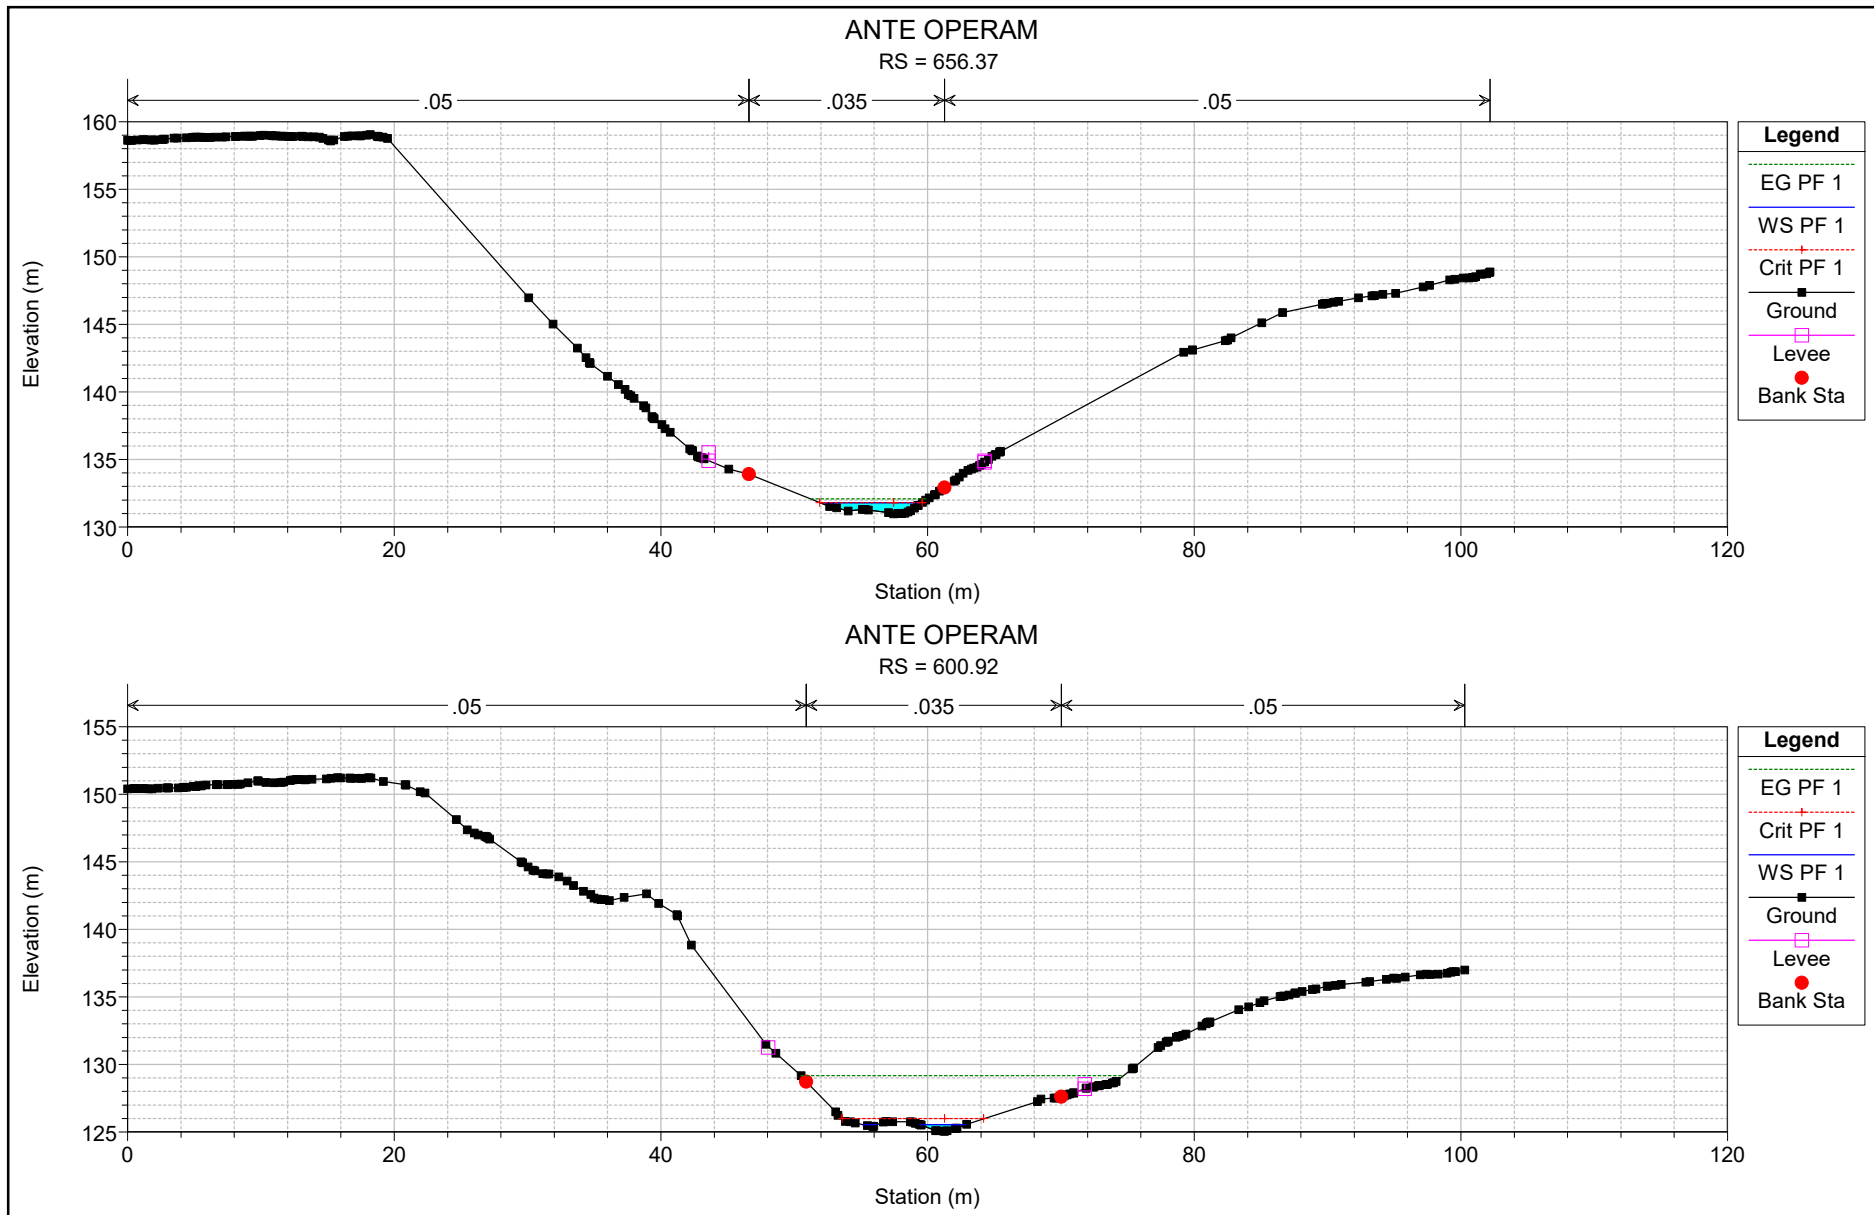 ANTE OPERAM
RS = 656.37
.05
.035
.05
160
155
150
145
140
135
130
0
20
40
60
80
100
120
Elevation (m)
Station (m)
Legend
EG PF 1
WS PF 1
Crit PF 1
Ground
Levee
Bank Sta
ANTE OPERAM
RS = 600.92
.05
.035
.05
155
150
145
140
135
130
125
0
20
40
60
80
100
120
Elevation (m)
Station (m)
Legend
EG PF 1
Crit PF 1
WS PF 1
Ground
Levee
Bank Sta